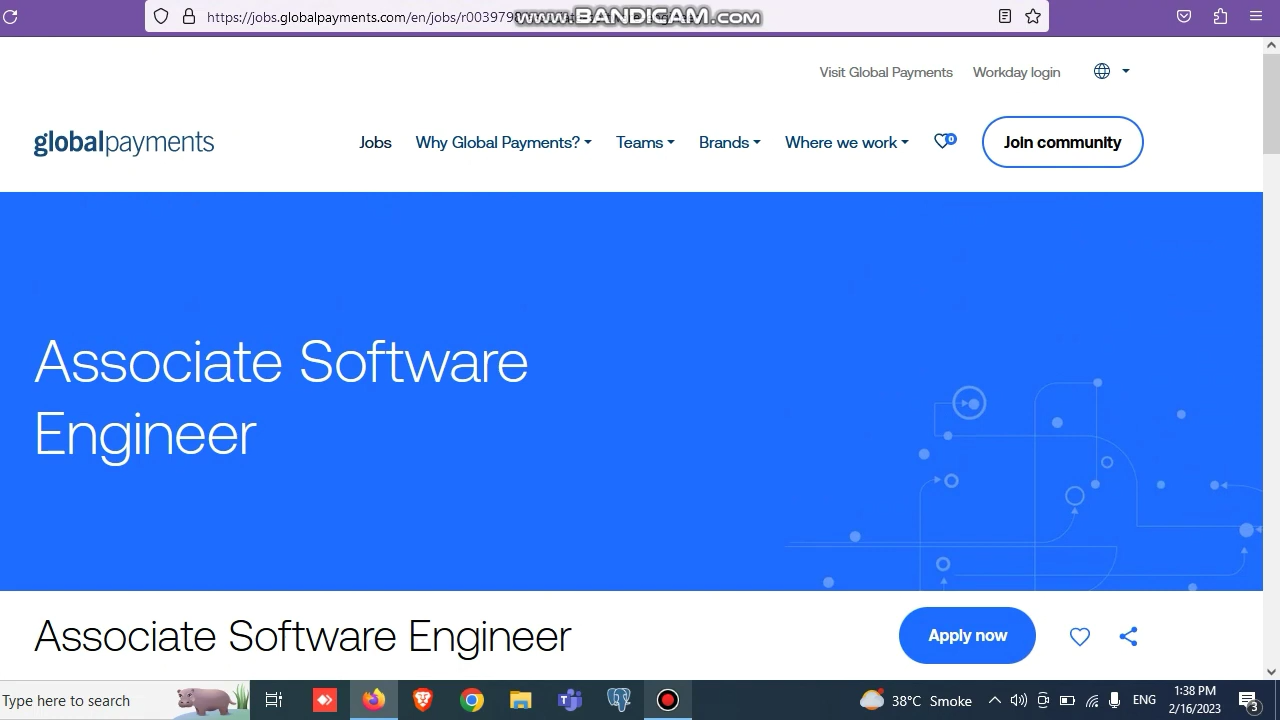 https://jobs.globalpayments.com/en/jobs/r003979
www.BANDICAM.com
Visit Global Payments Workday login
globalpayments
Jobs Why Global Payments? Teams Brands Where we work 0 Join community
Associate Software
Engineer
Associate Software Engineer
Apply now
Type here to search
38°C Smoke
ENG
1:38 PM
2/16/2023
3